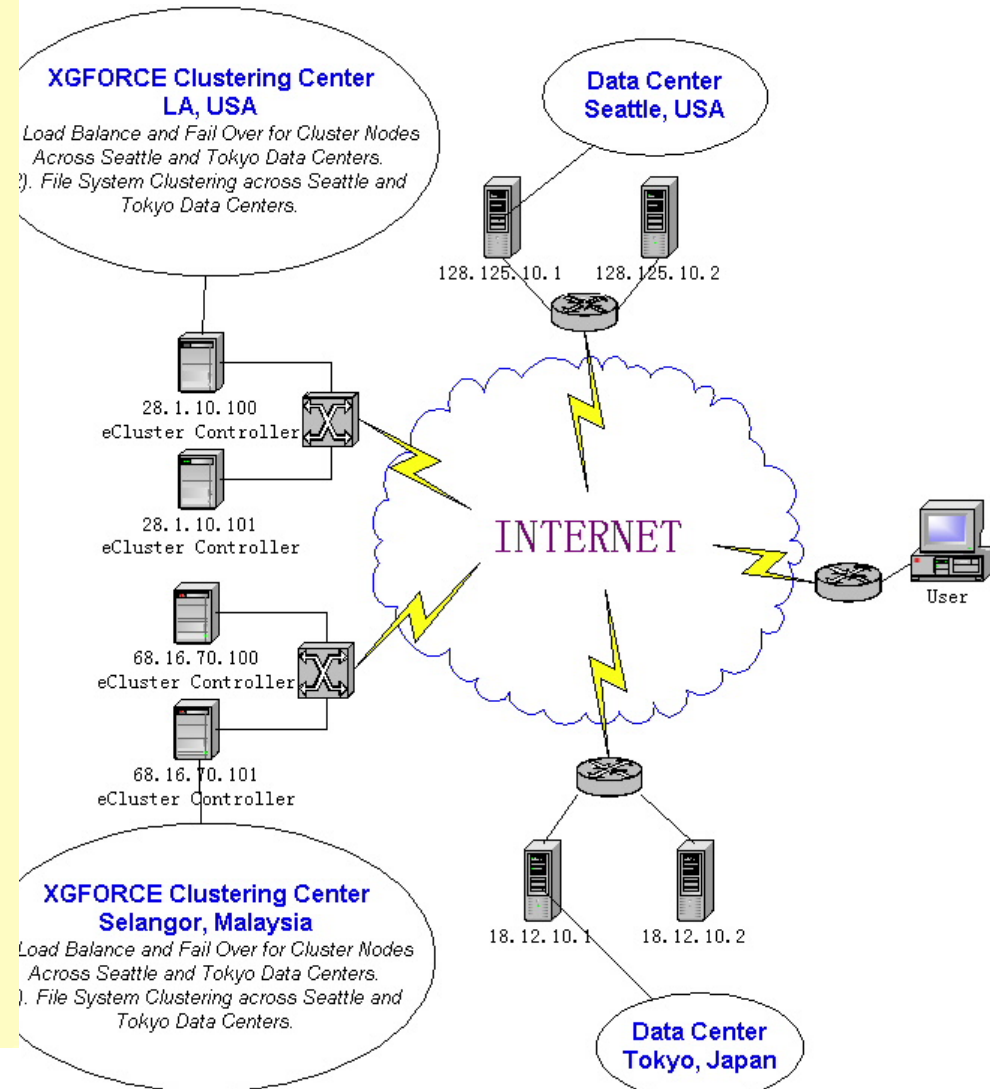 XGFORCE Clustering Center
LA, USA
Load Balance and Fail Over for Cluster Nodes
Across Seattle and Tokyo Data Centers.
2). File System Clustering across Seattle and
Tokyo Data Centers.
Data Center
Seattle, USA
128.125.10.1
128.125.10.2
28.1.10.100
eCluster Controller
28.1.10.101
eCluster Controller
INTERNET
User
68.16.70.100
eCluster Controller
68.16.70.101
eCluster Controller
XGFORCE Clustering Center
Selangor, Malaysia
Load Balance and Fail Over for Cluster Nodes
Across Seattle and Tokyo Data Centers.
). File System Clustering across Seattle and
Tokyo Data Centers.
18.12.10.1
18.12.10.2
Data Center
Tokyo, Japan